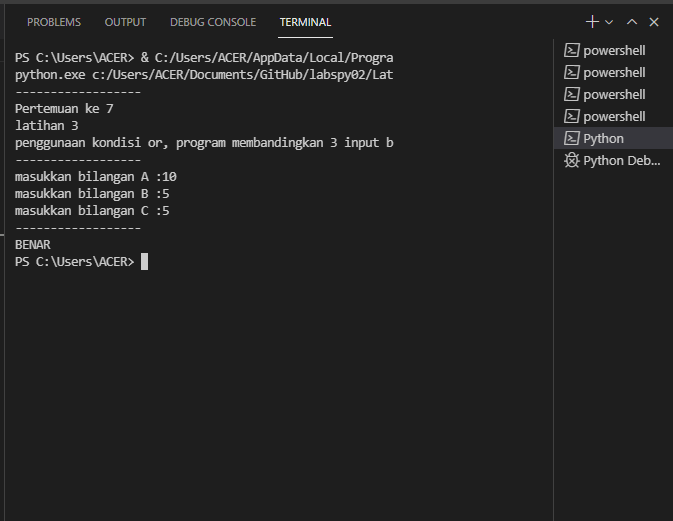 PROBLEMS OUTPUT DEBUG CONSOLE TERMINAL
PS C:\Users\ACER> & C:/Users/ACER/AppData/Local/Progra
python.exe c:/Users/ACER/Documents/GitHub/labspy02/Lat
------------------
Pertemuan ke 7
latihan 3
penggunaan kondisi or, program membandingkan 3 input b
------------------
masukkan bilangan A :10
masukkan bilangan B :5
masukkan bilangan C :5
------------------
BENAR
PS C:\Users\ACER>
powershell
powershell
powershell
powershell
Python
Python Deb...